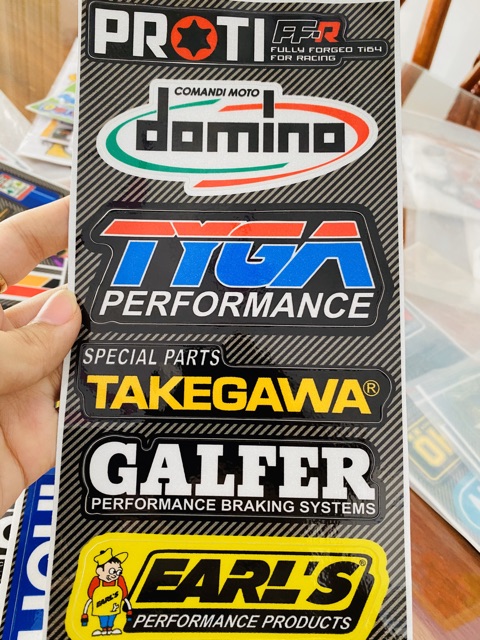 PROTI FF-R
FULLY FORGED Ti64
FOR RACING
COMANDI MOTO
domino
TYGA
PERFORMANCE
SPECIAL PARTS
TAKEGAWA®
GALFER
PERFORMANCE BRAKING SYSTEMS
EARL'S
EARL'S
PERFORMANCE PRODUCTS